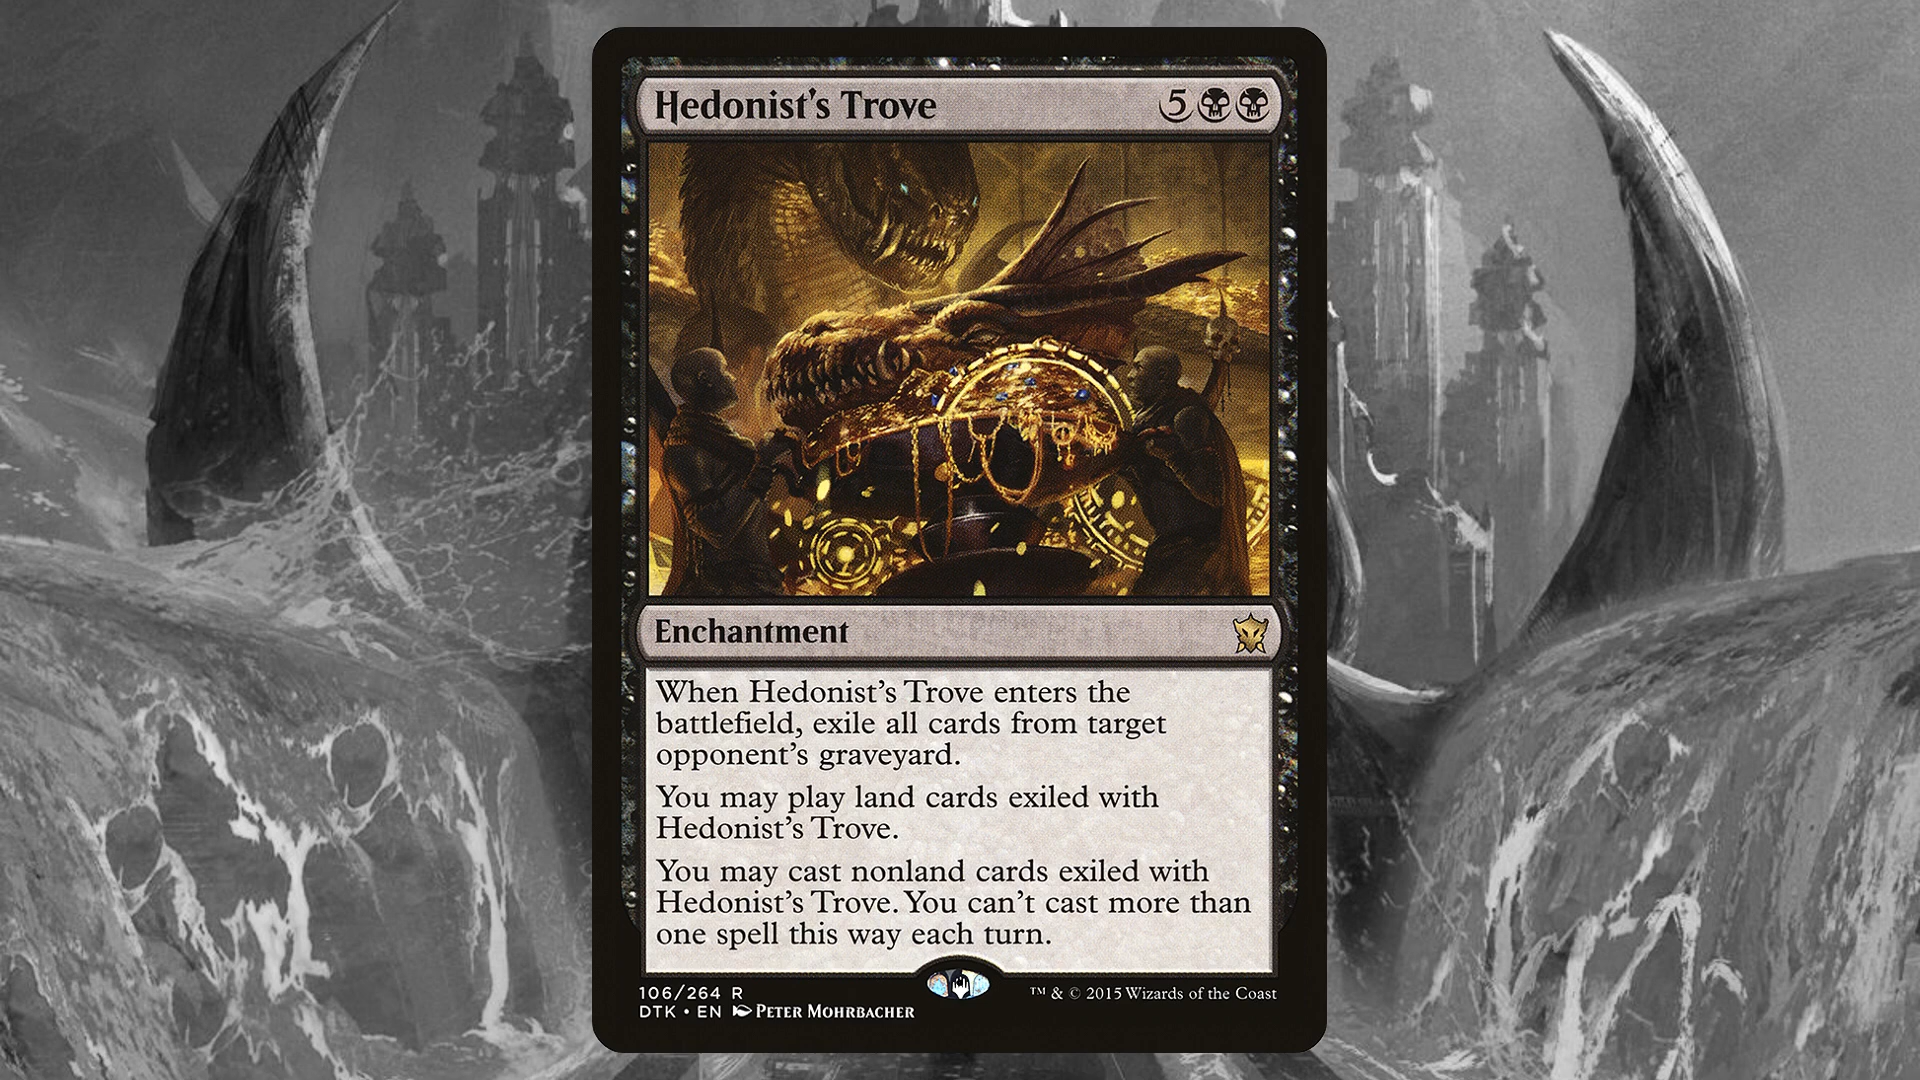 Hedonist's Trove 5
Enchantment
When Hedonist's Trove enters the
battlefield, exile all cards from target
opponent's graveyard.
You may play land cards exiled with
Hedonist's Trove.
You may cast nonland cards exiled with
Hedonist's Trove. You can't cast more than
one spell this way each turn.
106/264 R
DTK • EN Peter Mohrbacher
™ & © 2015 Wizards of the Coast